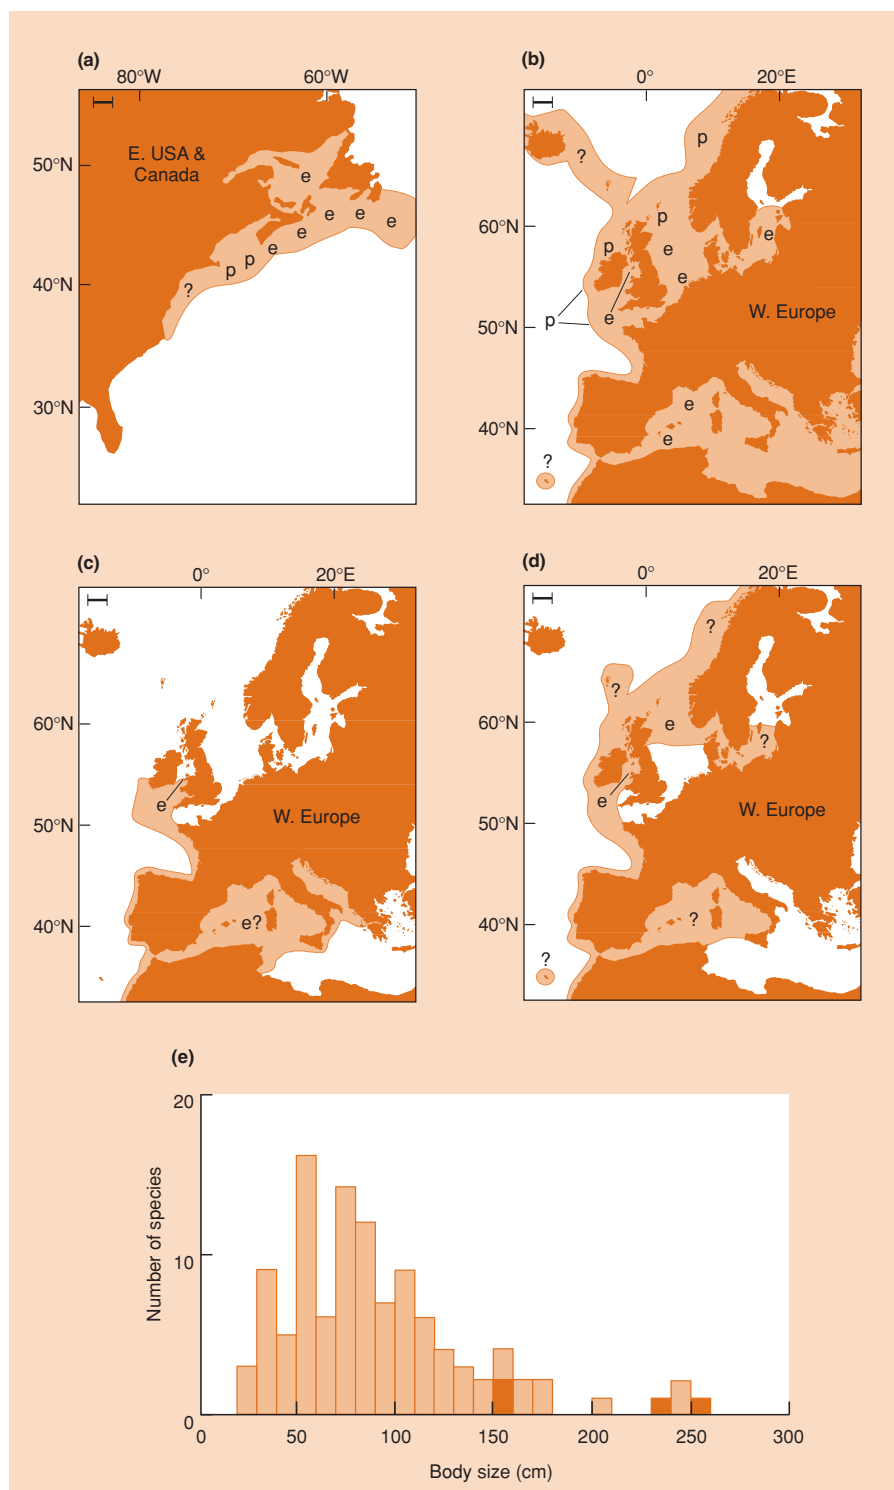 (a)
80°W 60°W
50°N
40°N
30°N
E. USA &
Canada
e
e
e
e
e
e
p
p
?
(b)
0° 20°E
60°N
50°N
40°N
p
?
p
p
e
e
e
e
p
W. Europe
e
e
?
(c)
0° 20°E
60°N
50°N
40°N
e
W. Europe
e?
(d)
0° 20°E
60°N
50°N
40°N
?
?
e
?
e
W. Europe
?
?
(e)
Number of species
20
10
0
0 50 100 150 200 250 300
Body size (cm)